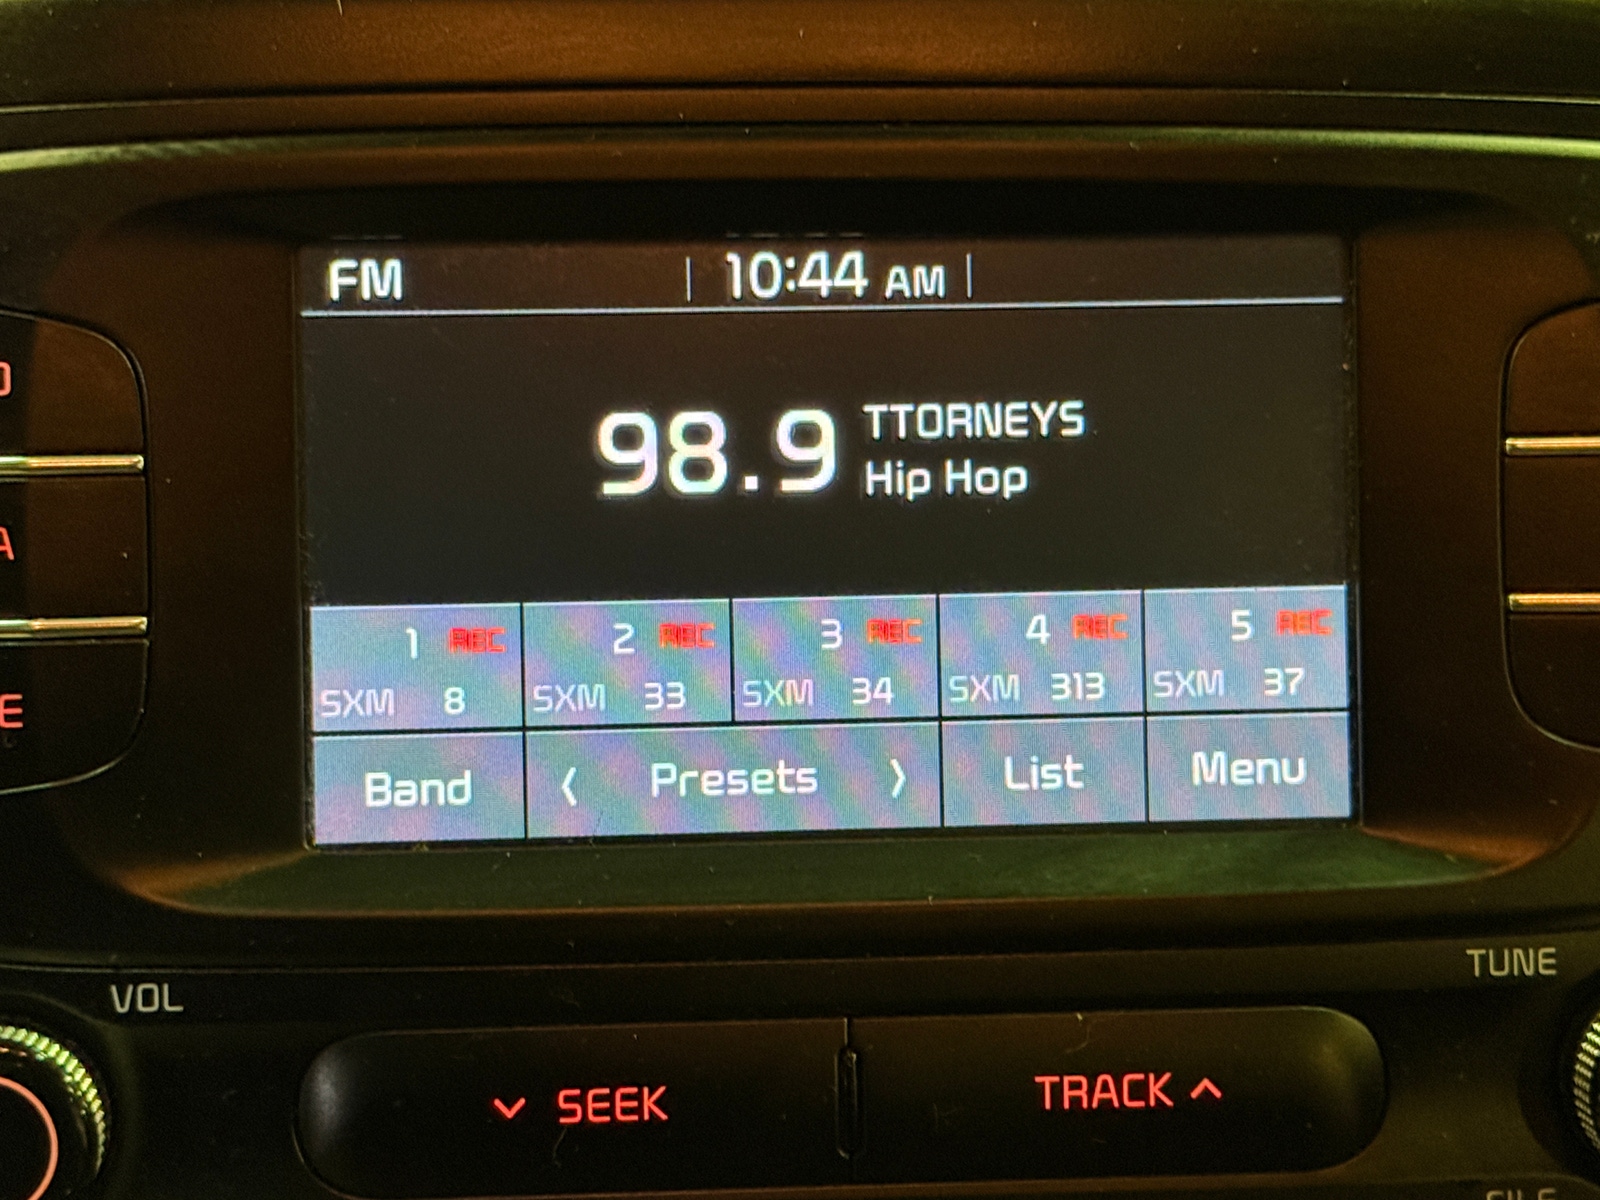 FM 10:44 AM
98.9 TTORNEYS
Hip Hop
1 REC 2 REC 3 REC 4 REC 5 REC
SXM 8 SXM 33 SXM 34 SXM 313 SXM 37
Band < Presets > List Menu
VOL TUNE
SEEK TRACK